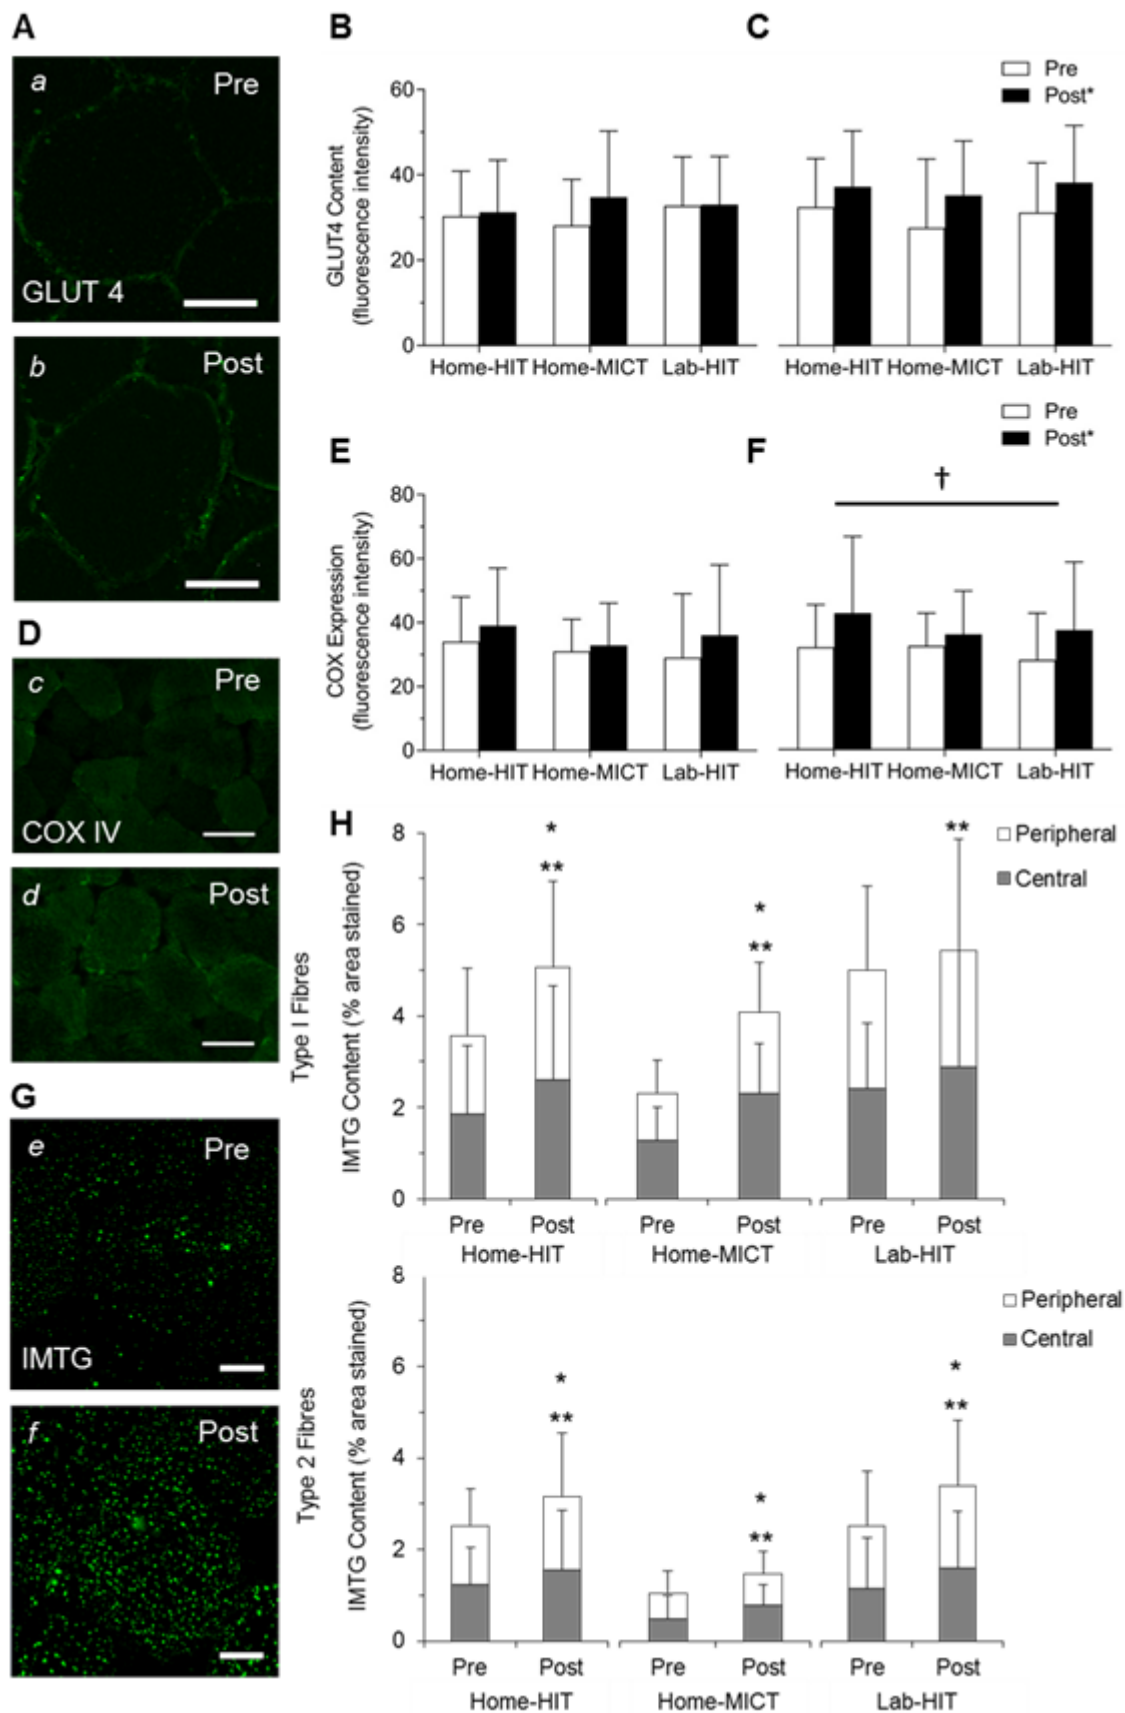 A
a
Pre
GLUT 4
b
Post
B
C
Pre
Post*
GLUT4 Content
(fluorescence intensity)
60
40
20
0
Home-HIT Home-MICT Lab-HIT
Home-HIT Home-MICT Lab-HIT
D
c
Pre
COX IV
d
Post
E
F
Pre
Post*
†
COX Expression
(fluorescence intensity)
80
60
40
20
0
Home-HIT Home-MICT Lab-HIT
Home-HIT Home-MICT Lab-HIT
G
e
Pre
IMTG
f
Post
H
Type I Fibres
IMTG Content (% area stained)
8
6
4
2
0
*
**
*
**
**
Peripheral
Central
Pre Post Pre Post Pre Post
Home-HIT Home-MICT Lab-HIT
Type 2 Fibres
IMTG Content (% area stained)
8
6
4
2
0
*
**
*
**
*
**
Peripheral
Central
Pre Post Pre Post Pre Post
Home-HIT Home-MICT Lab-HIT